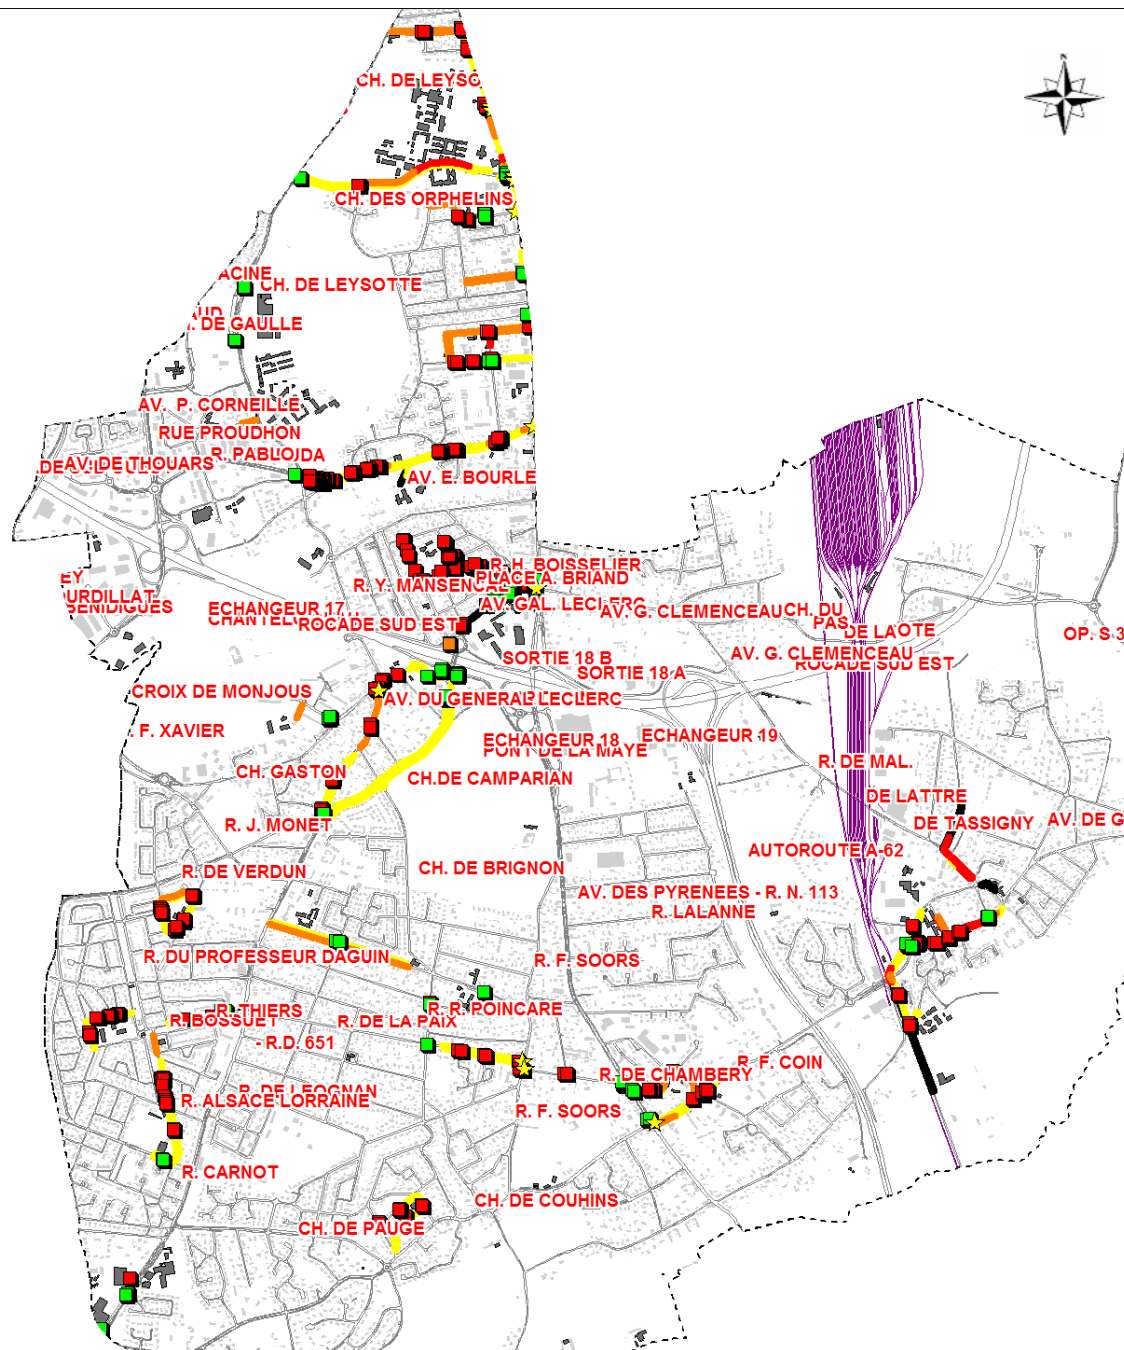 N
CH. DE LEYSO
CH. DES ORPHELINS
ACINE
CH. DE LEYSOTTE
DE GAULLE
AV. P. CORNEILLE
RUE PROUDHON
R. PABLO
AV. DE THOUARS
AV. E. BOURLE
R. H. BOISSELIER
PLACE A. BRIAND
R. Y. MANSENCAL
EY
URDILLAT
BENIDIGUES
ECHANGEUR 17
ROCADE SUD EST
AV. GAL. LECLERC
AV. G. CLEMENCEAU
CH. DU
PAS
DE LA
OTE
OP. S 3
AV. G. CLEMENCEAU
ROCADE SUD EST
SORTIE 18 B
SORTIE 18 A
CROIX DE MONJOUS
AV. DU GENERAL LECLERC
. F. XAVIER
ECHANGEUR 18
ECHANGEUR 19
PONT DE LA MAYE
R. DE MAL.
CH. GASTON
CH.DE CAMPARIAN
DE LATTRE
R. J. MONET
DE TASSIGNY
AV. DE G
AUTOROUTE A-62
CH. DE BRIGNON
R. DE VERDUN
AV. DES PYRENEES - R. N. 113
R. LALANNE
R. DU PROFESSEUR DAGUIN
R. F. SOORS
R. THIERS
R. R. POINCARE
R. BOSSUET
R. DE LA PAIX
- R.D. 651
R. F. COIN
R. DE CHAMBERY
R. DE LEOGNAN
R. ALSACE LORRAINE
R. F. SOORS
R. CARNOT
CH. DE COUHINS
CH. DE PAUGE